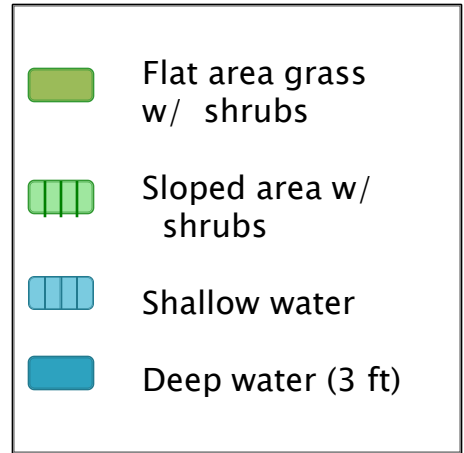 Flat area grass
w/ shrubs
Sloped area w/
shrubs
Shallow water
Deep water (3 ft)